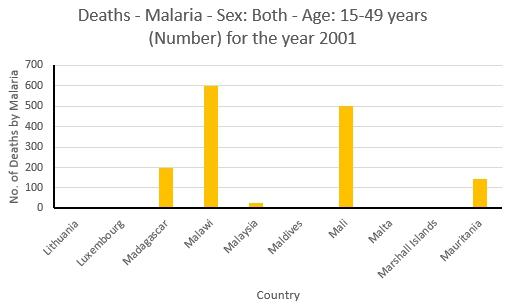 Deaths - Malaria - Sex: Both - Age: 15-49 years
(Number) for the year 2001
No. of Deaths by Malaria
700
600
500
400
300
200
100
0
Lithuania
Luxembourg
Madagascar
Malawi
Malaysia
Maldives
Mali
Malta
Marshall Islands
Mauritania
Country